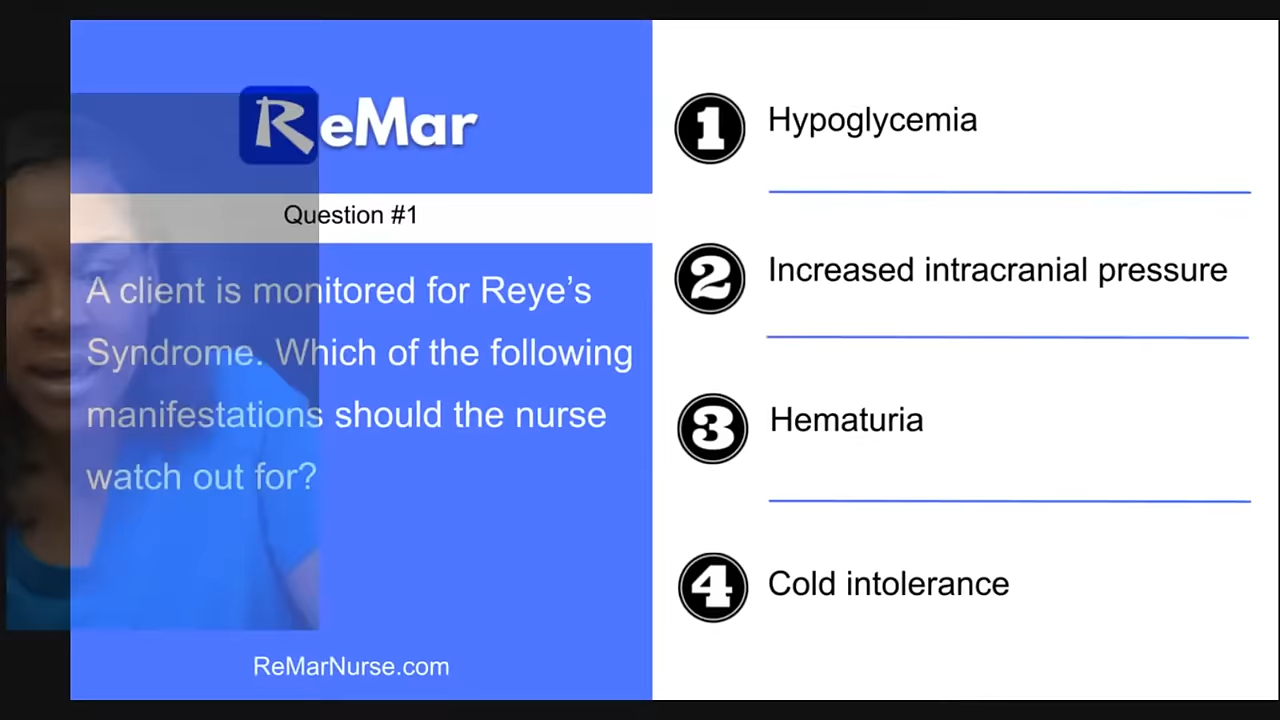 ReMar
Question #1
A client is monitored for Reye’s
Syndrome. Which of the following
manifestations should the nurse
watch out for?
ReMarNurse.com
1 Hypoglycemia
2 Increased intracranial pressure
3 Hematuria
4 Cold intolerance